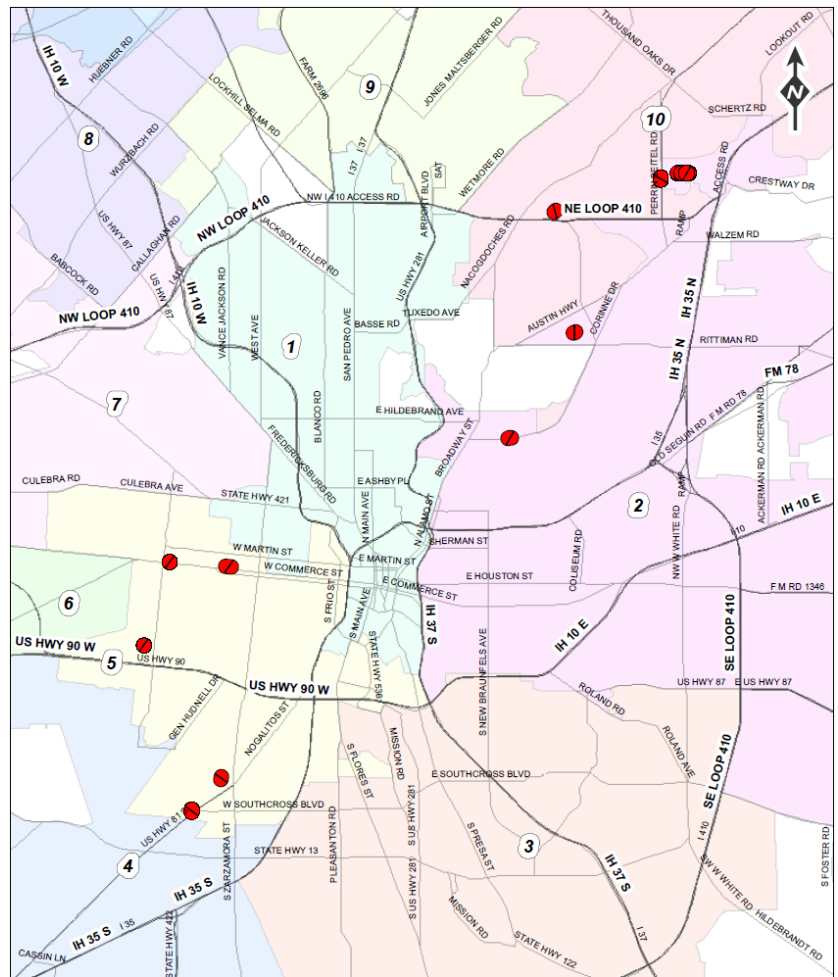 THOUSAND OAKS DR
LOOKOUT RD
HUEBNER RD
IH 10 W
FARM 2696
JONES MALTSBERGER RD
LOCKHILL SELMA RD
9
N
SCHERTZ RD
10
8
WURZBACH RD
I 37
I 37
WETMORE RD
PERRIN BEITEL RD
ACCESS RD
SAT
CRESTWAY DR
NW I 410 ACCESS RD
AIRPORT BLVD
NE LOOP 410
US HWY 87
CALLAGHAN RD
NW LOOP 410
JACKSON KELLER RD
NACOGDOCHES RD
RAMP
WALZEM RD
BABCOCK RD
I 410
US HWY 87
IH 10 W
US HWY 281
AUSTIN HWY
CORINNE DR
IH 35 N
NW LOOP 410
VANCE JACKSON RD
WEST AVE
SAN PEDRO AVE
BASSE RD
TUXEDO AVE
1
RITTIMAN RD
IH 35 N
FM 78
7
BLANCO RD
E HILDEBRAND AVE
BROADWAY ST
FREDERICKSBURG RD
I 35
OLD SEGUIN RD
F M RD 78
ACKERMAN RD
ACKERMAN RD
CULEBRA RD
CULEBRA AVE
STATE HWY 421
E ASHBY PL
N MAIN AVE
N ALAMO ST
RAMP
IH 10 E
2
I 10
W MARTIN ST
E MARTIN ST
SHERMAN ST
COLISEUM RD
NW W WHITE RD
W COMMERCE ST
E COMMERCE ST
E HOUSTON ST
F M RD 1346
6
S FRIO ST
S MAIN AVE
IH 37 S
IH 10 E
SE LOOP 410
US HWY 90 W
5
US HWY 90
STATE HWY 536
S NEW BRAUNFELS AVE
US HWY 90 W
US HWY 87
E US HWY 87
GEN HUDNELL DR
NOGALITOS ST
ROLAND RD
ROLAND AVE
S FLORES ST
MISSION RD
SE LOOP 410
E SOUTHCROSS BLVD
US HWY 81
W SOUTHCROSS BLVD
S US HWY 281
I 410
4
S ZARZAMORA ST
STATE HWY 13
PLEASANTON RD
S PRESA ST
3
S FOSTER RD
IH 35 S
S US HWY 281
IH 37 S
SW W WHITE RD
HILDEBRANDT RD
IH 35 S
I 35
STATE HWY 422
MISSION RD
I 37
CASSIN LN
STATE HWY 122